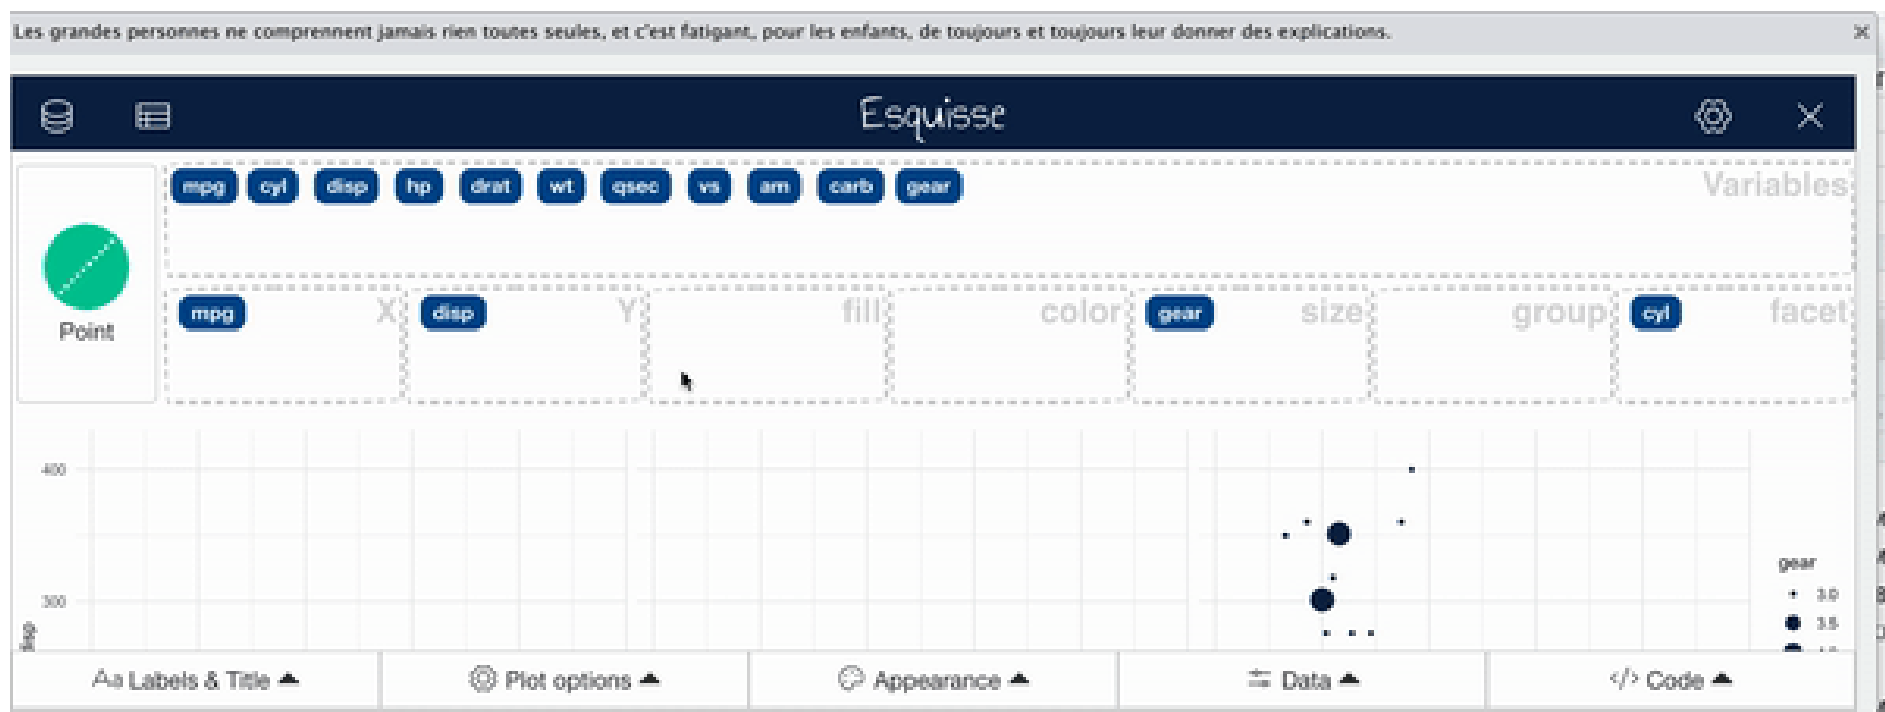 Les grandes personnes ne comprennent jamais rien toutes seules, et c'est fatigant, pour les enfants, de toujours et toujours leur donner des explications.
Esquisse
mpg cyl disp hp drat wt qsec vs am carb gear Variables
Point
mpg X disp Y fill color gear size group cyl facet
400
300
disp
gear
3.0
3.5
Aa Labels & Title
Plot options
Appearance
Data
</> Code